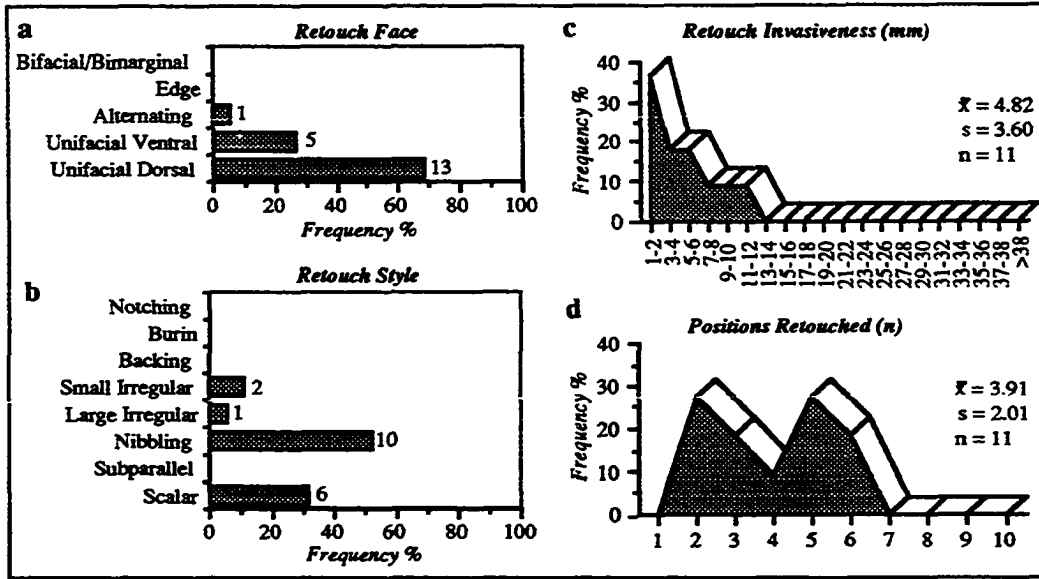 a
Retouch Face
Bifacial/Bimarginal
Edge
Alternating
1
Unifacial Ventral
5
Unifacial Dorsal
13
0 20 40 60 80 100
Frequency %
b
Retouch Style
Notching
Burin
Backing
Small Irregular
2
Large Irregular
1
Nibbling
10
Subparallel
Scalar
6
0 20 40 60 80 100
Frequency %
c
Retouch Invasiveness (mm)
Frequency %
40
30
20
10
0
x̄ = 4.82
s = 3.60
n = 11
1-2
3-4
5-6
7-8
9-10
11-12
13-14
15-16
17-18
19-20
21-22
23-24
25-26
27-28
29-30
31-32
33-34
35-36
37-38
>38
d
Positions Retouched (n)
Frequency %
40
30
20
10
0
x̄ = 3.91
s = 2.01
n = 11
1 2 3 4 5 6 7 8 9 10